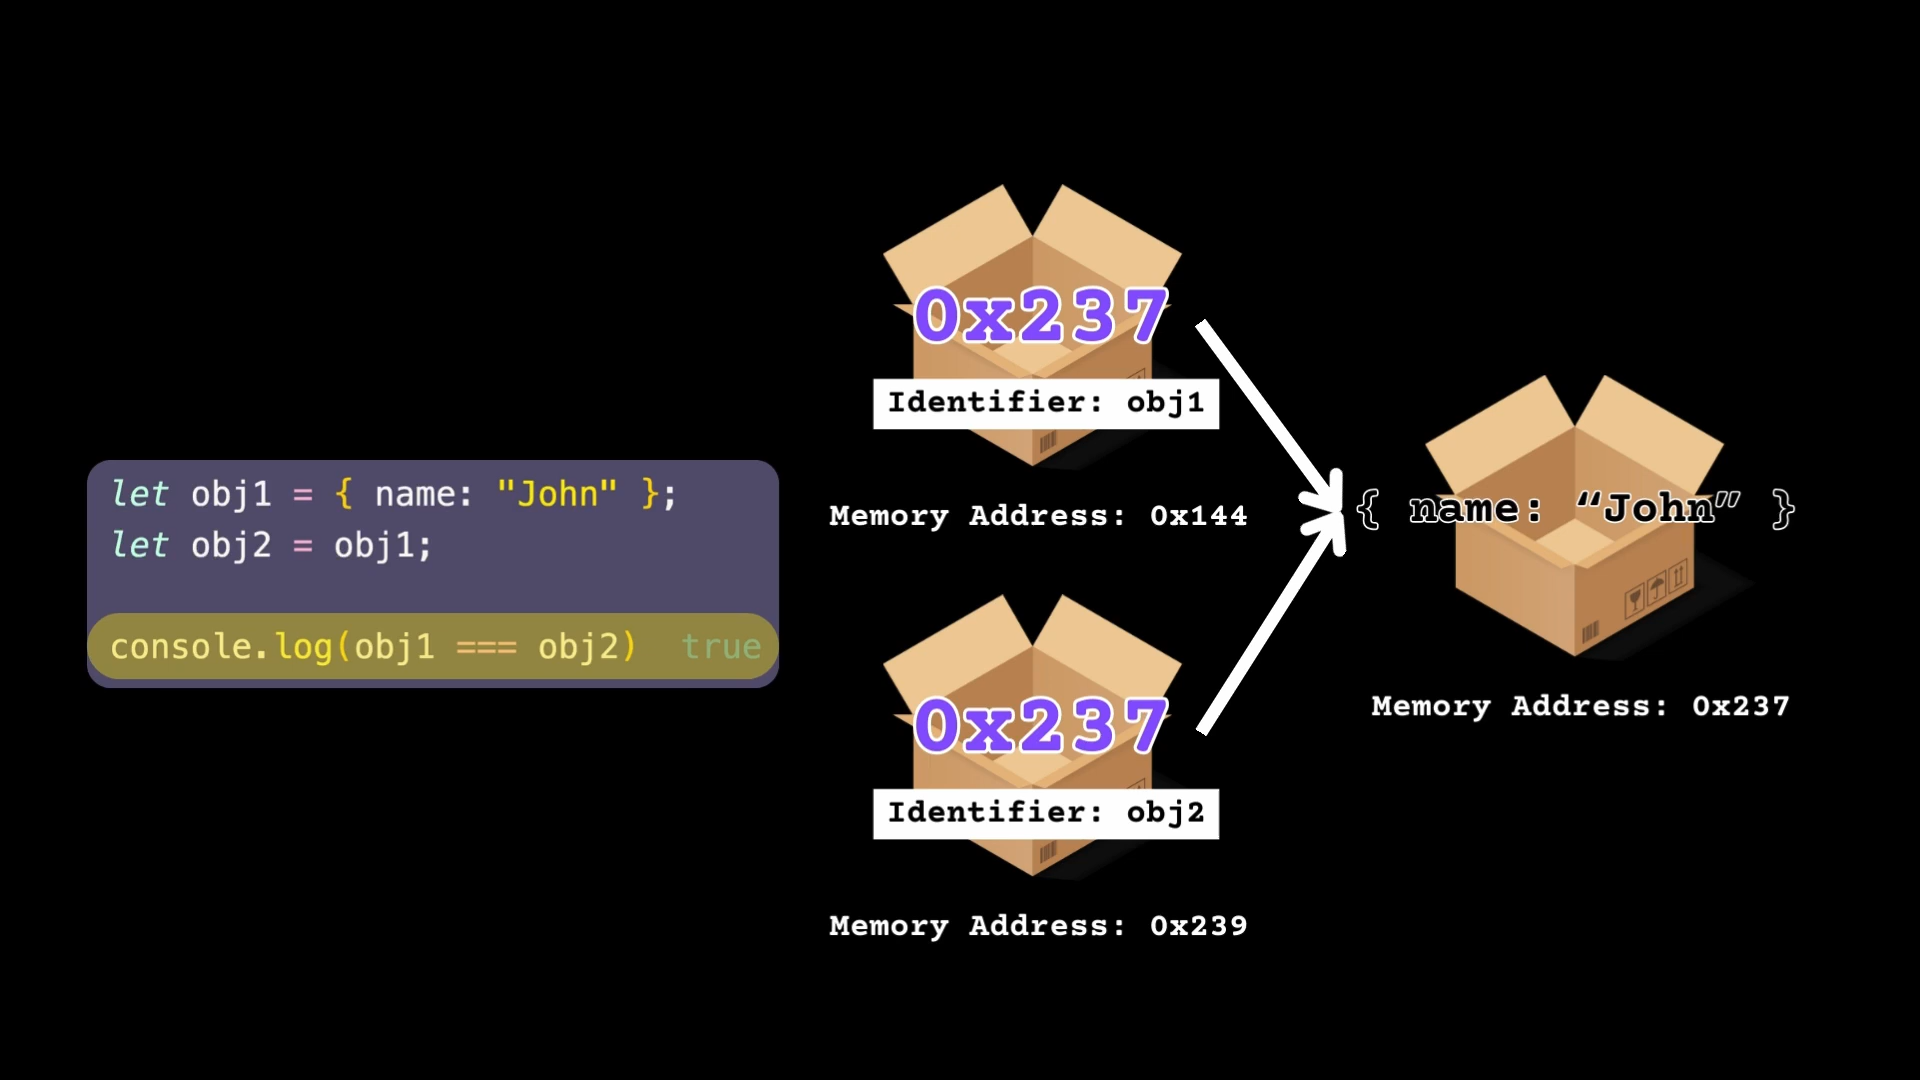 let obj1 = { name: "John" };
let obj2 = obj1;
console.log(obj1 === obj2) true
0x237
Identifier: obj1
Memory Address: 0x144
0x237
Identifier: obj2
Memory Address: 0x239
{ name: “John” }
Memory Address: 0x237